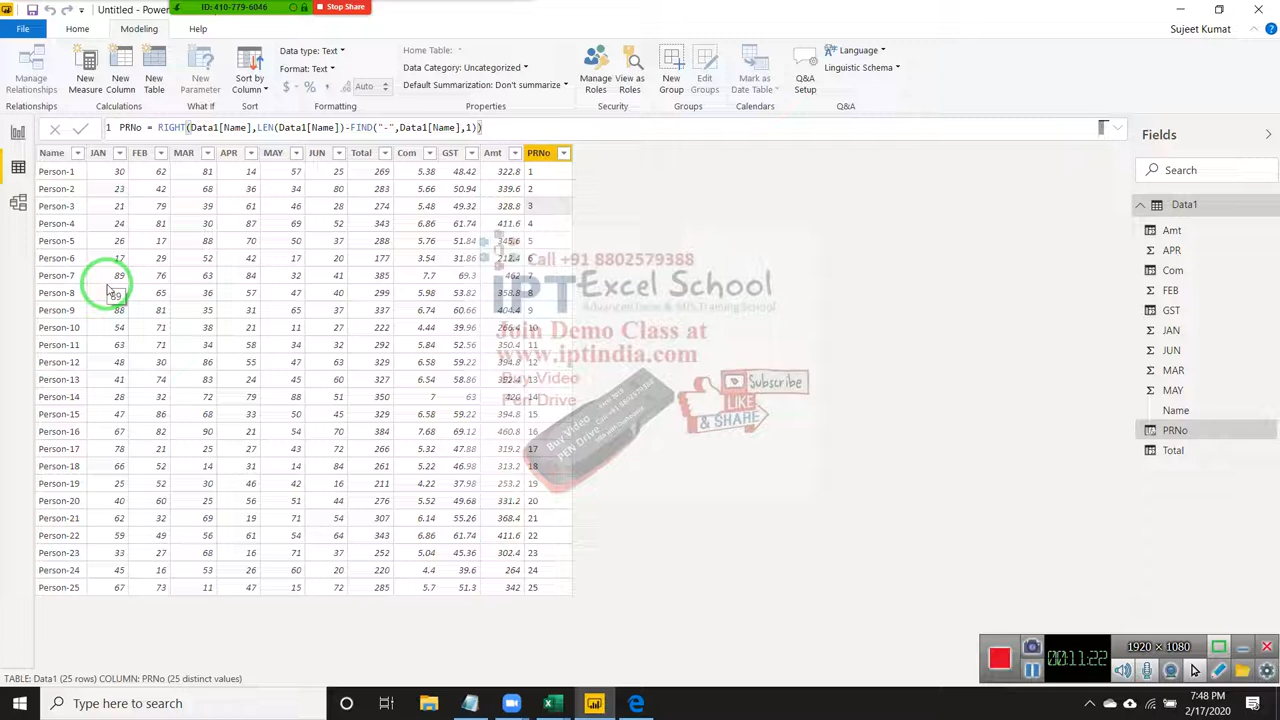 Untitled - Po
ID: 410-779-6046
Stop Share
File
Home
Modeling
Help
Sujeet Kumat
Manage Relationships
New Measure
New Column
New Table
New Parameter
Sort by Column
Data type: Text
Format: Text
$ % Auto
Home Table:
Data Category: Uncategorized
Default Summarization: Don't summarize
Manage Roles
View as Roles
New Group
Edit Groups
Mark as Date Table
Q&A Setup
Language
Linguistic Schema
Relationships
Calculations
What If
Sort
Formatting
Properties
Security
Groups
Calendars
Q&A
1 PRNo = RIGHT(Data1[Name],LEN(Data1[Name])-FIND("-",Data1[Name],1))
Name JAN FEB MAR APR MAY JUN Total Com GST Amt PRNo
Person-1 30 62 81 14 57 25 269 5.38 48.42 322.8 1
Person-2 23 42 68 36 34 80 283 5.66 50.94 339.6 2
Person-3 21 79 39 61 46 28 274 5.48 49.32 328.8 3
Person-4 24 81 30 87 69 52 343 6.86 61.74 411.6 4
Person-5 26 17 88 70 50 37 288 5.76 51.84 345.6 5
Person-6 17 29 52 42 17 20 177 3.54 31.86 212.4 6
Person-7 89 76 63 84 32 41 385 7.7 69.3 462 7
Person-8 65 36 57 47 40 299 5.98 53.82 358.8 8
Person-9 88 81 35 31 65 37 337 6.74 60.66 404.4 9
Person-10 54 71 38 21 11 27 222 4.44 39.96 266.4 10
Person-11 63 71 34 58 34 32 292 5.84 52.56 350.4 11
Person-12 48 30 86 55 47 63 329 6.58 59.22 394.8 12
Person-13 41 74 83 24 45 60 327 6.54 58.86 392.4 13
Person-14 28 32 72 79 88 51 350 7 63 420 14
Person-15 47 86 68 33 50 45 329 6.58 59.22 394.8 15
Person-16 67 82 90 21 54 70 384 7.68 69.12 460.8 16
Person-17 78 21 25 27 43 72 266 5.32 47.88 319.2 17
Person-18 66 52 14 31 14 84 261 5.22 46.98 313.2 18
Person-19 25 52 30 46 42 16 211 4.22 37.98 253.2 19
Person-20 40 60 25 56 51 44 276 5.52 49.68 331.2 20
Person-21 62 32 69 19 71 54 307 6.14 55.26 368.4 21
Person-22 59 49 56 61 54 64 343 6.86 61.74 411.6 22
Person-23 33 27 68 16 71 37 252 5.04 45.36 302.4 23
Person-24 45 16 53 26 60 20 220 4.4 39.6 264 24
Person-25 67 73 11 47 15 72 285 5.7 51.3 342 25
89
Call +91 8802579388
IPT Excel School
Advanced Data & MIS Training School
Join Demo Class at
www.iptindia.com
Buy Video
Pen Drive
Buy Video
PEN Drive
Call +91 8802579388
Subscribe
LIKE
& SHARE
Fields
Search
Data1
Amt
APR
Com
FEB
GST
JAN
JUN
MAR
MAY
Name
PRNo
Total
1920 × 1080
00:11:22
TABLE: Data1 (25 rows) COLUMN: PRNo (25 distinct values)
Type here to search
7:48 PM
2/17/2020